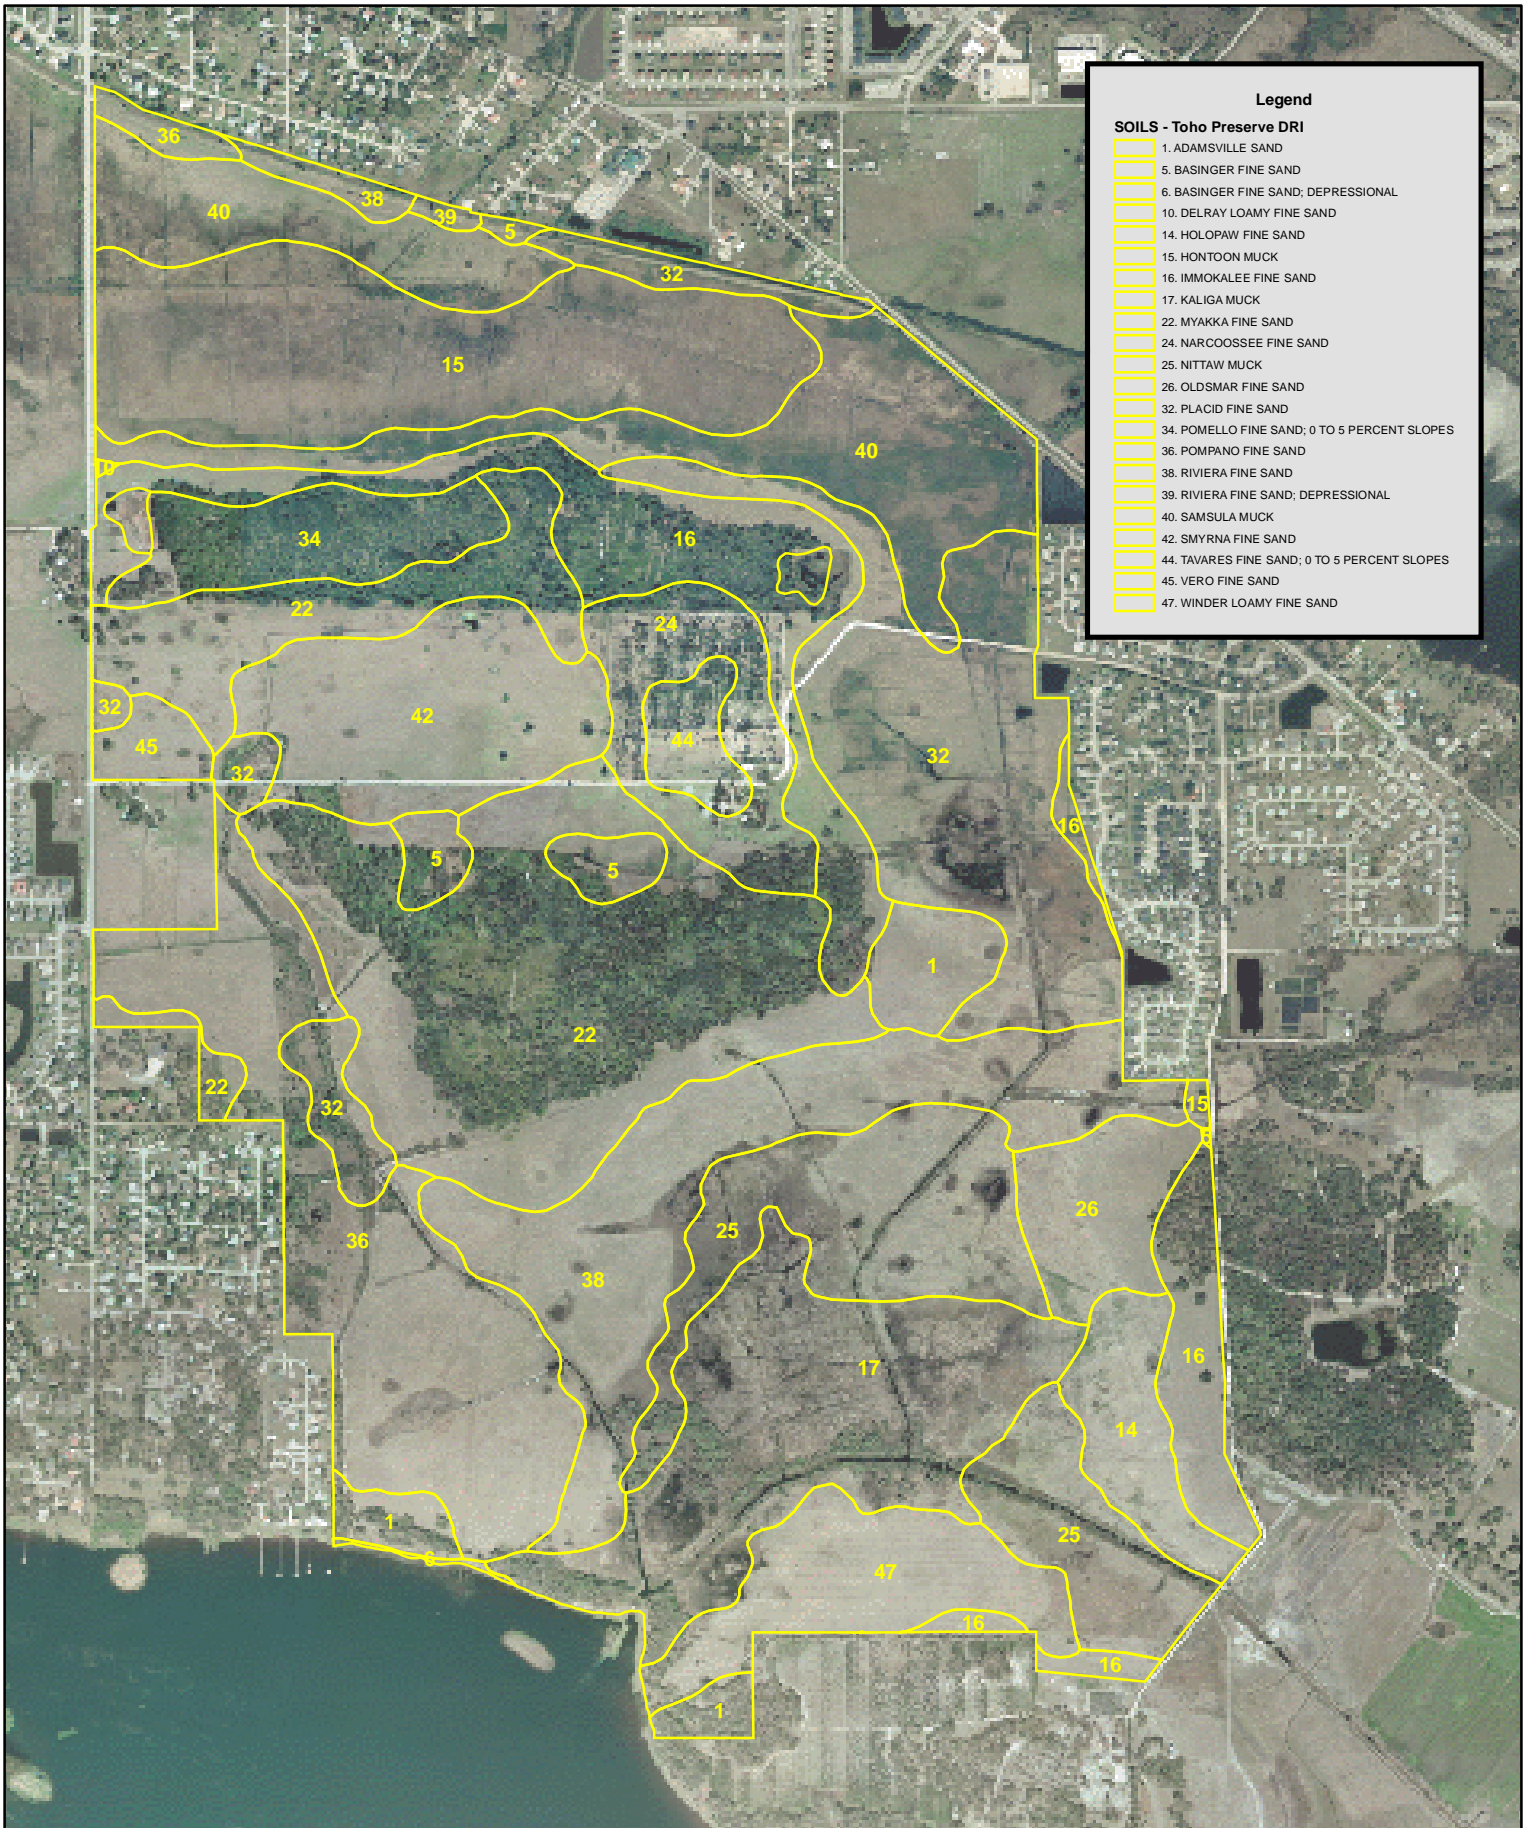 Legend
SOILS - Toho Preserve DRI
1. ADAMSVILLE SAND
5. BASINGER FINE SAND
6. BASINGER FINE SAND; DEPRESSIONAL
10. DELRAY LOAMY FINE SAND
14. HOLOPAW FINE SAND
15. HONTOON MUCK
16. IMMOKALEE FINE SAND
17. KALIGA MUCK
22. MYAKKA FINE SAND
24. NARCOOSSEE FINE SAND
25. NITTAW MUCK
26. OLDSMAR FINE SAND
32. PLACID FINE SAND
34. POMELLO FINE SAND; 0 TO 5 PERCENT SLOPES
36. POMPANO FINE SAND
38. RIVIERA FINE SAND
39. RIVIERA FINE SAND; DEPRESSIONAL
40. SAMSULA MUCK
42. SMYRNA FINE SAND
44. TAVARES FINE SAND; 0 TO 5 PERCENT SLOPES
45. VERO FINE SAND
47. WINDER LOAMY FINE SAND
36
38
40
39
5
32
15
40
34
16
22
24
32
42
44
45
32
32
16
5
5
1
22
22
32
15
26
25
36
38
16
17
14
1
25
6
47
16
16
1